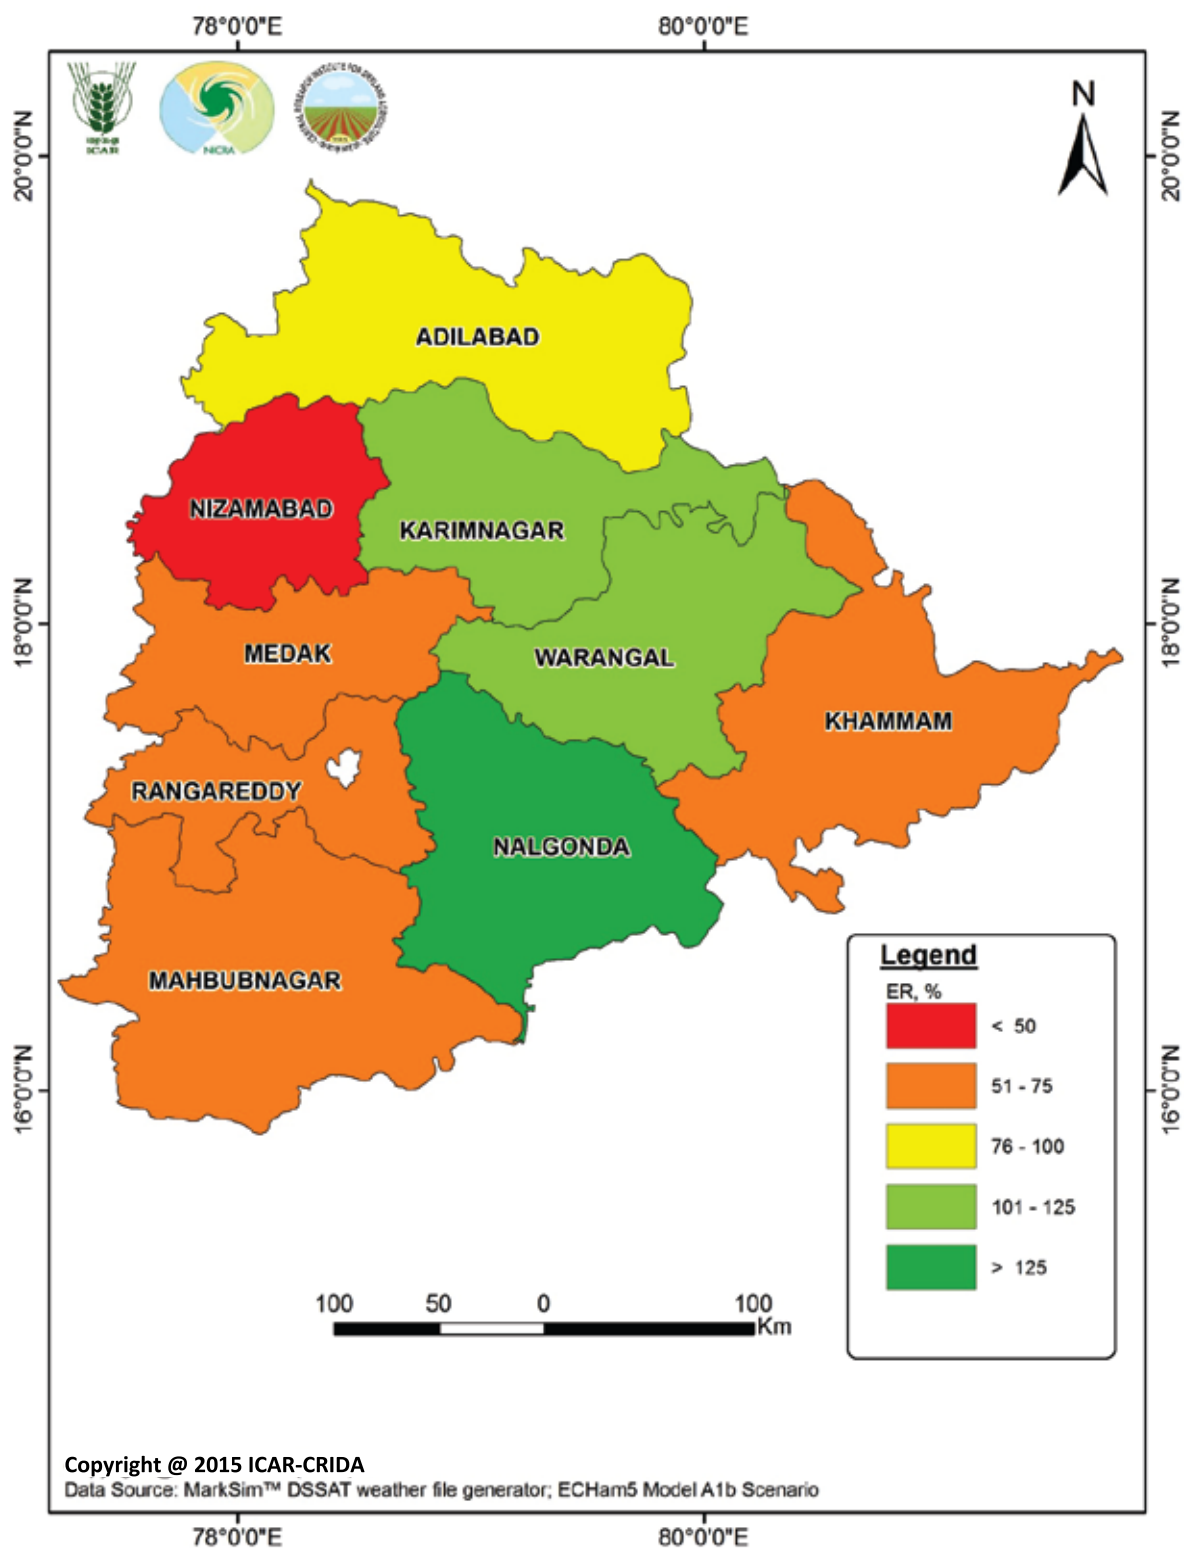 78°0'0"E 80°0'0"E
20°0'0"N 20°0'0"N
ICAR
NICRA
N
ADILABAD
NIZAMABAD
KARIMNAGAR
18°0'0"N 18°0'0"N
MEDAK
WARANGAL
KHAMMAM
RANGAREDDY
NALGONDA
MAHBUBNAGAR
Legend
ER, %
< 50
51 - 75
76 - 100
101 - 125
> 125
16°0'0"N 16°0'0"N
100 50 0 100
Km
Copyright @ 2015 ICAR-CRIDA
Data Source: MarkSim™ DSSAT weather file generator; ECHam5 Model A1b Scenario
78°0'0"E 80°0'0"E